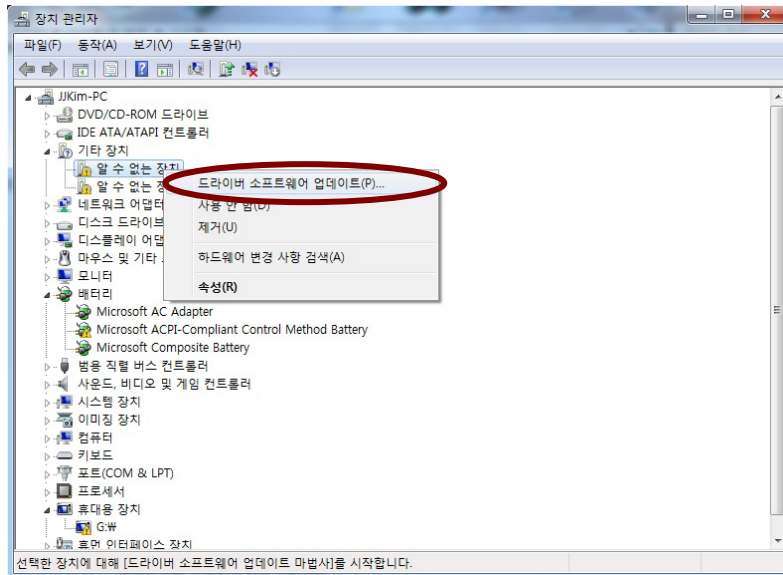 장치 관리자
파일(F) 동작(A) 보기(V) 도움말(H)
JJKim-PC
DVD/CD-ROM 드라이브
IDE ATA/ATAPI 컨트롤러
기타 장치
알 수 없는 장치
알 수 없는
드라이버 소프트웨어 업데이트(P)...
네트워크 어댑터
사용 안 함(D)
디스크 드라이브
제거(U)
디스플레이
마우스 및 기타
하드웨어 변경 사항 검색(A)
모니터
속성(R)
배터리
Microsoft AC Adapter
Microsoft ACPI-Compliant Control Method Battery
Microsoft Composite Battery
범용 직렬 버스 컨트롤러
사운드, 비디오 및 게임 컨트롤러
시스템 장치
이미징 장치
컴퓨터
키보드
포트(COM & LPT)
프로세서
휴대용 장치
G:₩
휴먼 인터페이스 장치
선택한 장치에 대해 [드라이버 소프트웨어 업데이트 마법사]를 시작합니다.